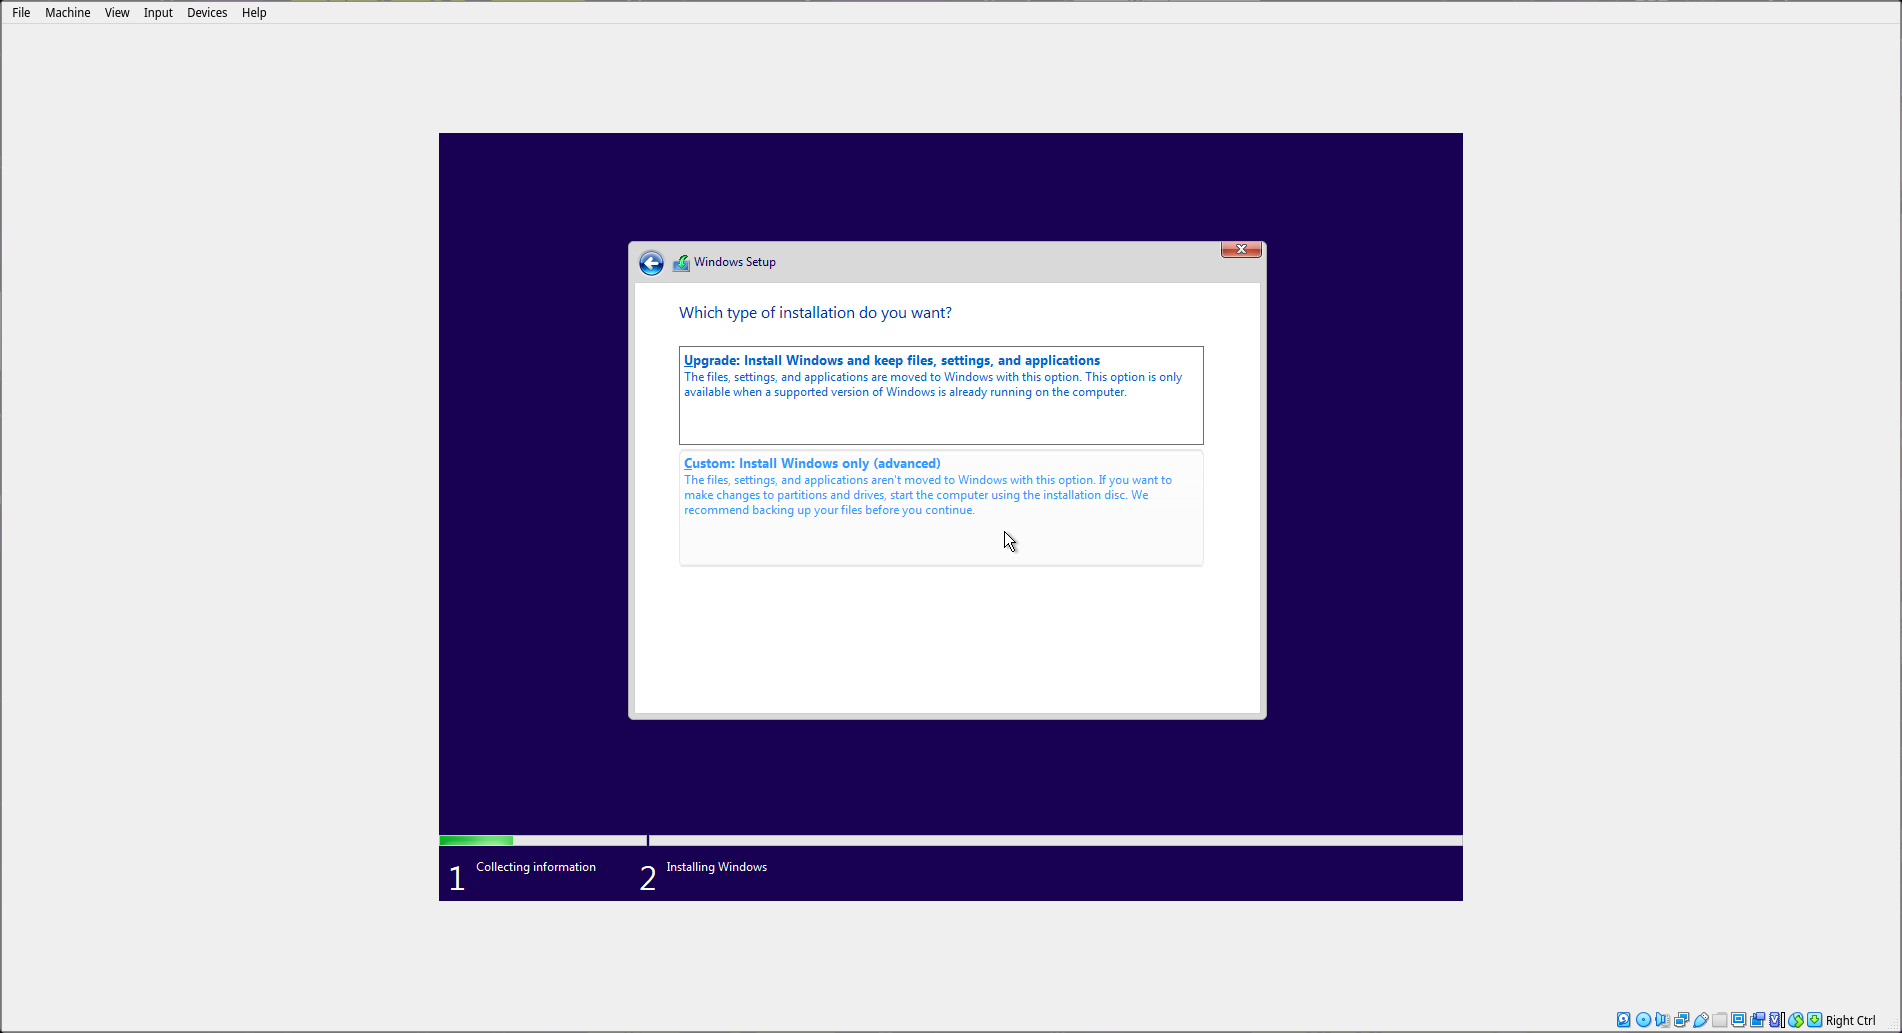 File Machine View Input Devices Help
Windows Setup
Which type of installation do you want?
Upgrade: Install Windows and keep files, settings, and applications
The files, settings, and applications are moved to Windows with this option. This option is only
available when a supported version of Windows is already running on the computer.
Custom: Install Windows only (advanced)
The files, settings, and applications aren't moved to Windows with this option. If you want to
make changes to partitions and drives, start the computer using the installation disc. We
recommend backing up your files before you continue.
1 Collecting information 2 Installing Windows
Right Ctrl